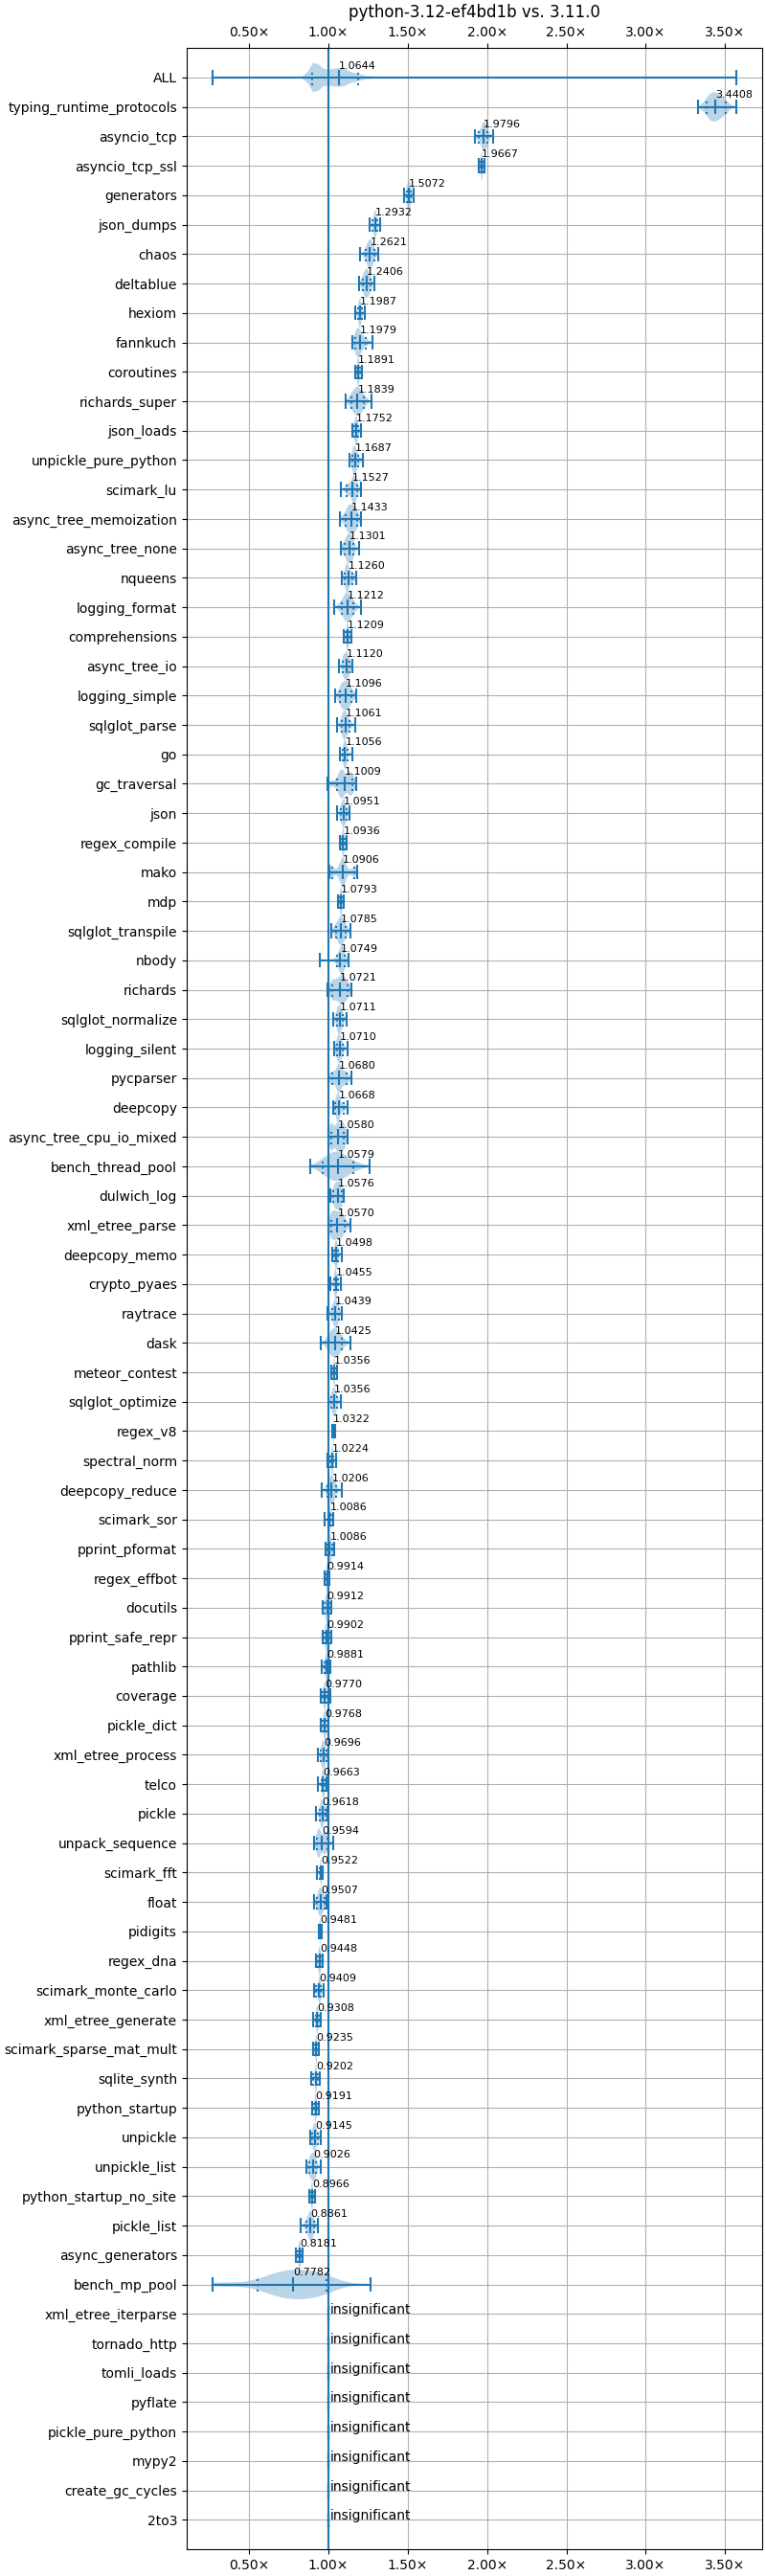 python-3.12-ef4bd1b vs. 3.11.0
0.50× 1.00× 1.50× 2.00× 2.50× 3.00× 3.50×
ALL 1.0644
typing_runtime_protocols 3.4408
asyncio_tcp 1.9796
asyncio_tcp_ssl 1.9667
generators 1.5072
json_dumps 1.2932
chaos 1.2621
deltablue 1.2406
hexiom 1.1987
fannkuch 1.1979
coroutines 1.1891
richards_super 1.1839
json_loads 1.1752
unpickle_pure_python 1.1687
scimark_lu 1.1527
async_tree_memoization 1.1433
async_tree_none 1.1301
nqueens 1.1260
logging_format 1.1212
comprehensions 1.1209
async_tree_io 1.1120
logging_simple 1.1096
sqlglot_parse 1.1061
go 1.1056
gc_traversal 1.1009
json 1.0951
regex_compile 1.0936
mako 1.0906
mdp 1.0793
sqlglot_transpile 1.0785
nbody 1.0749
richards 1.0721
sqlglot_normalize 1.0711
logging_silent 1.0710
pycparser 1.0680
deepcopy 1.0668
async_tree_cpu_io_mixed 1.0580
bench_thread_pool 1.0579
dulwich_log 1.0576
xml_etree_parse 1.0570
deepcopy_memo 1.0498
crypto_pyaes 1.0455
raytrace 1.0439
dask 1.0425
meteor_contest 1.0356
sqlglot_optimize 1.0356
regex_v8 1.0322
spectral_norm 1.0224
deepcopy_reduce 1.0206
scimark_sor 1.0086
pprint_pformat 1.0086
regex_effbot 0.9914
docutils 0.9912
pprint_safe_repr 0.9902
pathlib 0.9881
coverage 0.9770
pickle_dict 0.9768
xml_etree_process 0.9696
telco 0.9663
pickle 0.9618
unpack_sequence 0.9594
scimark_fft 0.9522
float 0.9507
pidigits 0.9481
regex_dna 0.9448
scimark_monte_carlo 0.9409
xml_etree_generate 0.9308
scimark_sparse_mat_mult 0.9235
sqlite_synth 0.9202
python_startup 0.9191
unpickle 0.9145
unpickle_list 0.9026
python_startup_no_site 0.8966
pickle_list 0.8861
async_generators 0.8181
bench_mp_pool 0.7782
xml_etree_iterparse insignificant
tornado_http insignificant
tomli_loads insignificant
pyflate insignificant
pickle_pure_python insignificant
mypy2 insignificant
create_gc_cycles insignificant
2to3 insignificant
0.50× 1.00× 1.50× 2.00× 2.50× 3.00× 3.50×